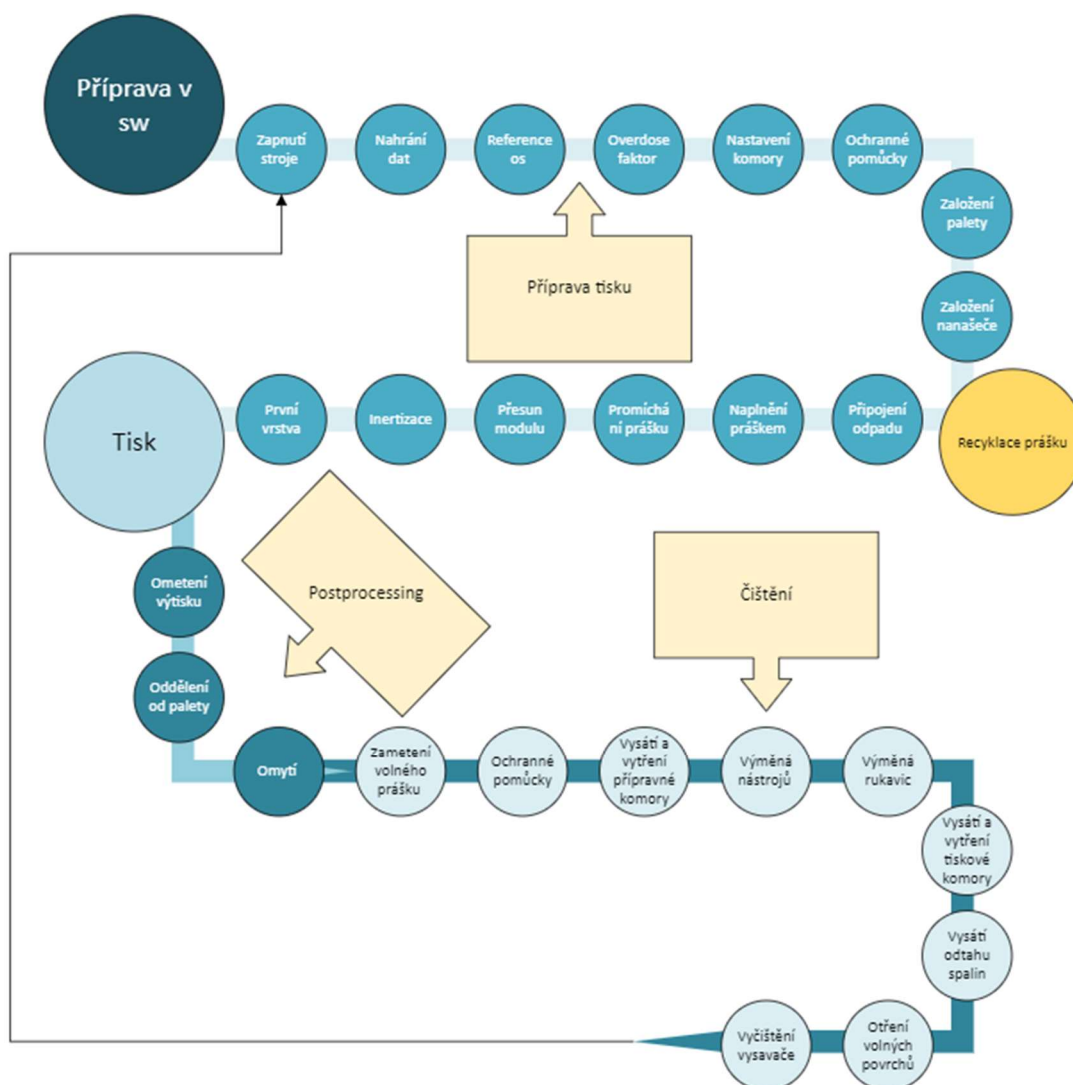 Příprava v
sw
Zapnutí
stroje
Nahrání
dat
Reference
os
Overdose
faktor
Nastavení
komory
Ochranné
pomůcky
Založení
palety
Založení
nanašeče
Příprava tisku
Recyklace prášku
Připojení
odpadu
Naplnění
práškem
Promíchá
ní prášku
Přesun
modulu
Inertizace
První
vrstva
Tisk
Ometení
výtisku
Oddělení
od palety
Omytí
Postprocessing
Čištění
Zametení
volného
prášku
Ochranné
pomůcky
Vysátí a
vytření
přípravné
komory
Výměná
nástrojů
Výměná
rukavic
Vysátí a
vytření
tiskové
komory
Vysátí
odtahu
spalin
Otření
volných
povrchů
Vyčištění
vysavače